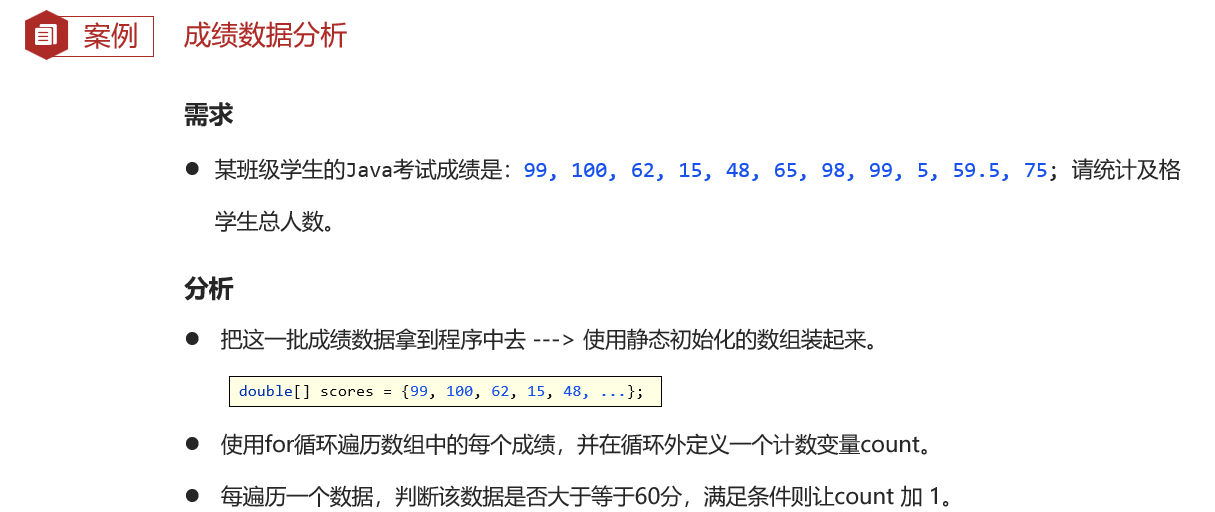 案例 成绩数据分析
需求
● 某班级学生的Java考试成绩是：99, 100, 62, 15, 48, 65, 98, 99, 5, 59.5, 75；请统计及格
学生总人数。
分析
● 把这一批成绩数据拿到程序中去 ---> 使用静态初始化的数组装起来。
double[] scores = {99, 100, 62, 15, 48, ...};
● 使用for循环遍历数组中的每个成绩，并在循环外定义一个计数变量count。
● 每遍历一个数据，判断该数据是否大于等于60分，满足条件则让count 加 1。